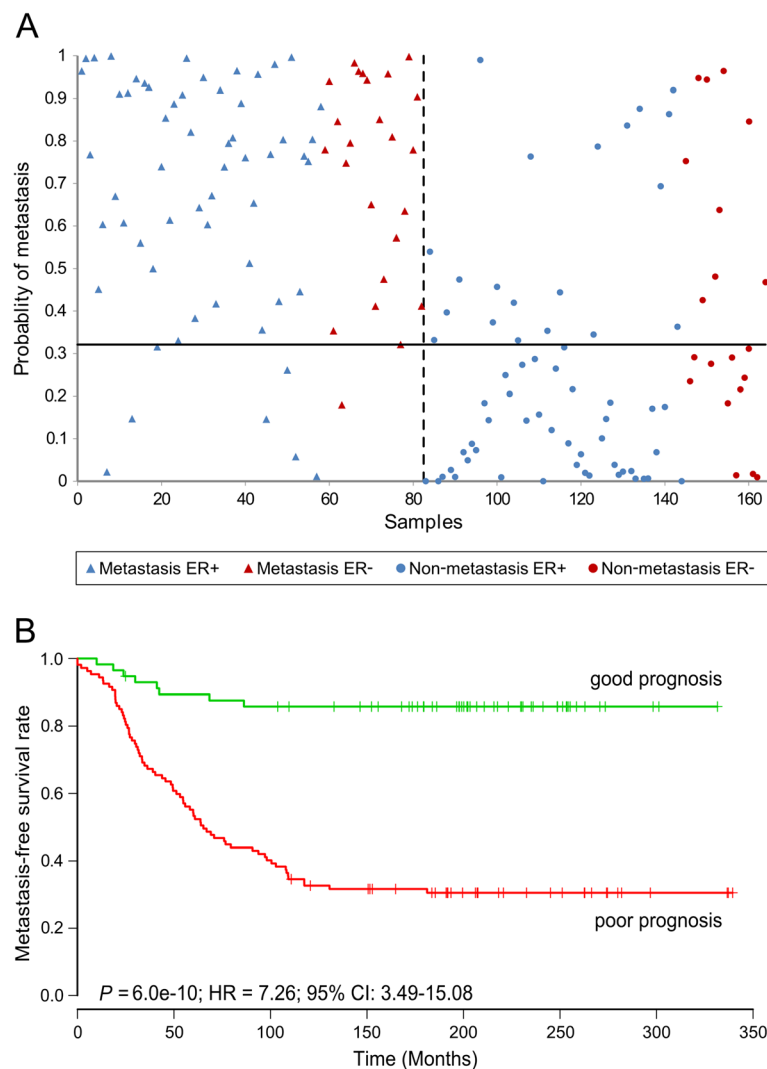 A
Probablity of metastasis
1
0.9
0.8
0.7
0.6
0.5
0.4
0.3
0.2
0.1
0
0 20 40 60 80 100 120 140 160
Samples
Metastasis ER+ Metastasis ER- Non-metastasis ER+ Non-metastasis ER-
B
Metastasis-free survival rate
1.0
0.8
0.6
0.4
0.2
0.0
good prognosis
poor prognosis
P = 6.0e-10; HR = 7.26; 95% CI: 3.49-15.08
0 50 100 150 200 250 300 350
Time (Months)